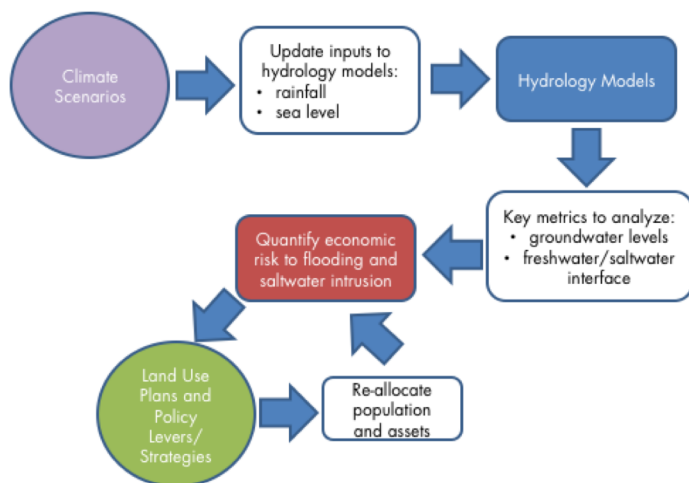 Climate
Scenarios
Update inputs to
hydrology models:
• rainfall
• sea level
Hydrology Models
Key metrics to analyze:
• groundwater levels
• freshwater/saltwater
interface
Quantify economic
risk to flooding and
saltwater intrusion
Land Use
Plans and
Policy
Levers/
Strategies
Re-allocate
population
and assets